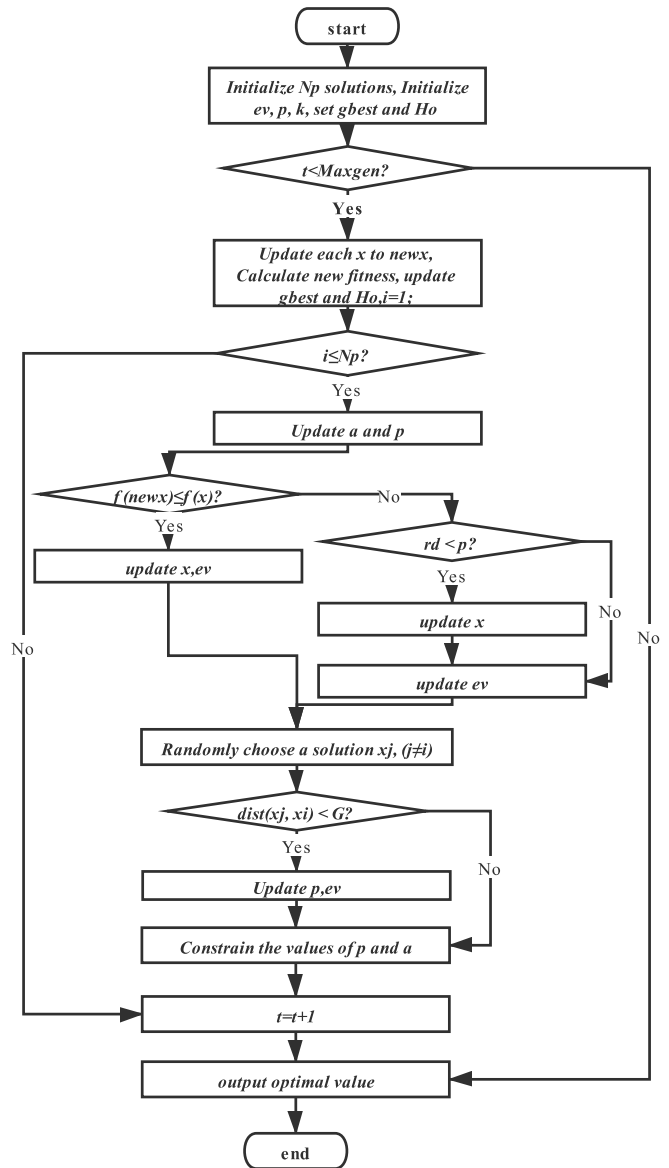 start
Initialize Np solutions, Initialize
ev, p, k, set gbest and Ho
t<Maxgen?
Yes
Update each x to newx,
Calculate new fitness, update
gbest and Ho,i=1;
i≤Np?
Yes
Update a and p
f (newx)≤f (x)?
No
Yes
rd < p?
update x,ev
Yes
No
update x
No
No
update ev
Randomly choose a solution xj, (j≠i)
dist(xj, xi) < G?
Yes
No
Update p,ev
Constrain the values of p and a
t=t+1
output optimal value
end